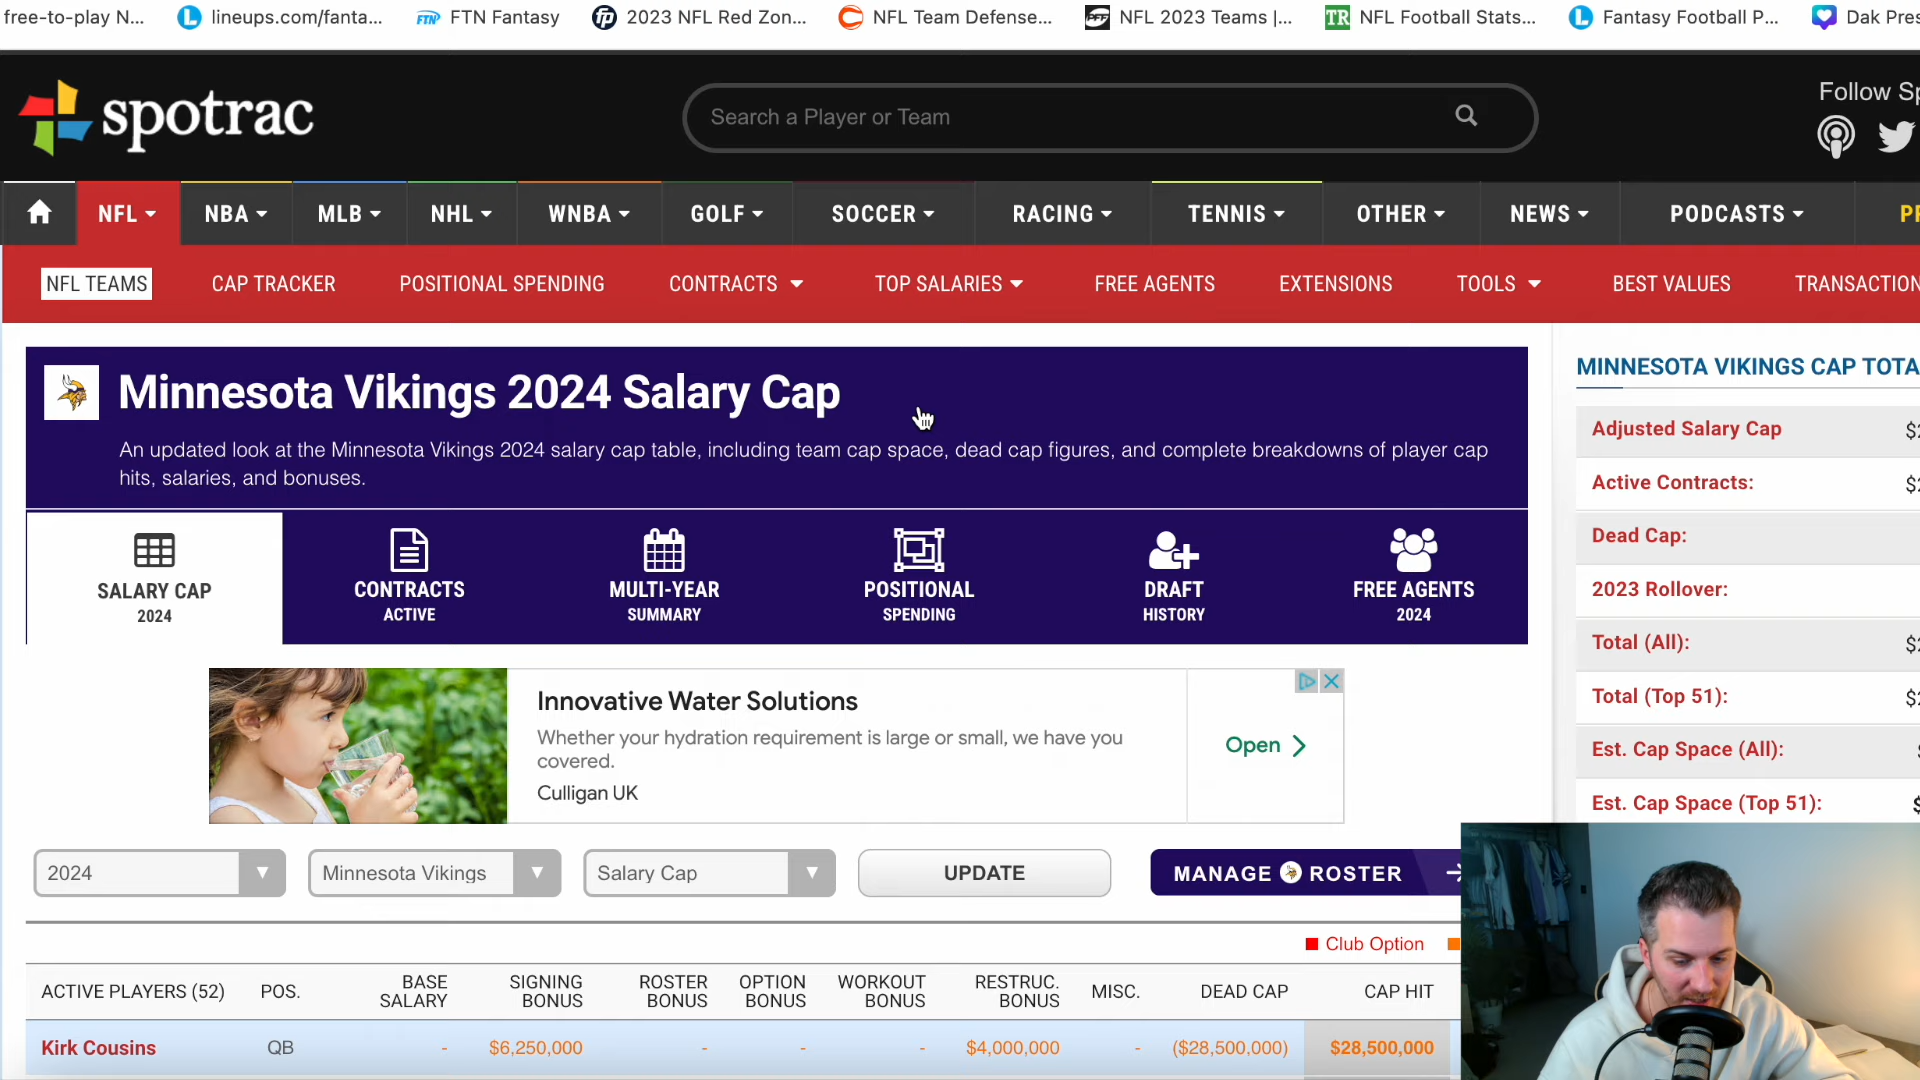 free-to-play N...
lineups.com/fanta...
FTN Fantasy
2023 NFL Red Zon...
NFL Team Defense...
NFL 2023 Teams |...
NFL Football Stats...
Fantasy Football P...
Dak Pres
spotrac
Search a Player or Team
Follow Sp
NFL
NBA
MLB
NHL
WNBA
GOLF
SOCCER
RACING
TENNIS
OTHER
NEWS
PODCASTS
PR
NFL TEAMS
CAP TRACKER
POSITIONAL SPENDING
CONTRACTS
TOP SALARIES
FREE AGENTS
EXTENSIONS
TOOLS
BEST VALUES
TRANSACTION
Minnesota Vikings 2024 Salary Cap
An updated look at the Minnesota Vikings 2024 salary cap table, including team cap space, dead cap figures, and complete breakdowns of player cap
hits, salaries, and bonuses.
SALARY CAP
2024
CONTRACTS
ACTIVE
MULTI-YEAR
SUMMARY
POSITIONAL
SPENDING
DRAFT
HISTORY
FREE AGENTS
2024
MINNESOTA VIKINGS CAP TOTA
Adjusted Salary Cap
Active Contracts:
Dead Cap:
2023 Rollover:
Total (All):
Total (Top 51):
Est. Cap Space (All):
Est. Cap Space (Top 51):
Innovative Water Solutions
Whether your hydration requirement is large or small, we have you
covered.
Culligan UK
Open
2024
Minnesota Vikings
Salary Cap
UPDATE
MANAGE ROSTER
Club Option
ACTIVE PLAYERS (52) POS. BASE SALARY SIGNING BONUS ROSTER BONUS OPTION BONUS WORKOUT BONUS RESTRUC. BONUS MISC. DEAD CAP CAP HIT
Kirk Cousins QB - $6,250,000 - - - $4,000,000 - ($28,500,000) $28,500,000